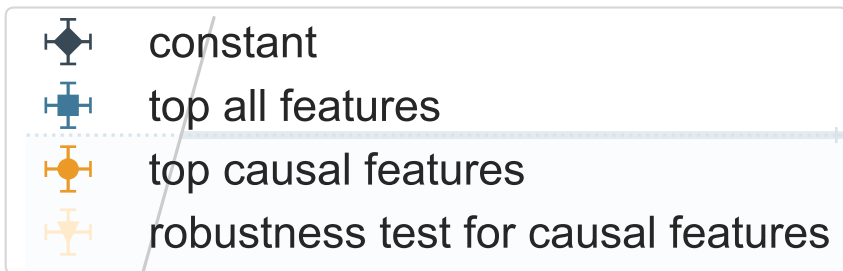 constant
top all features
top causal features
robustness test for causal features